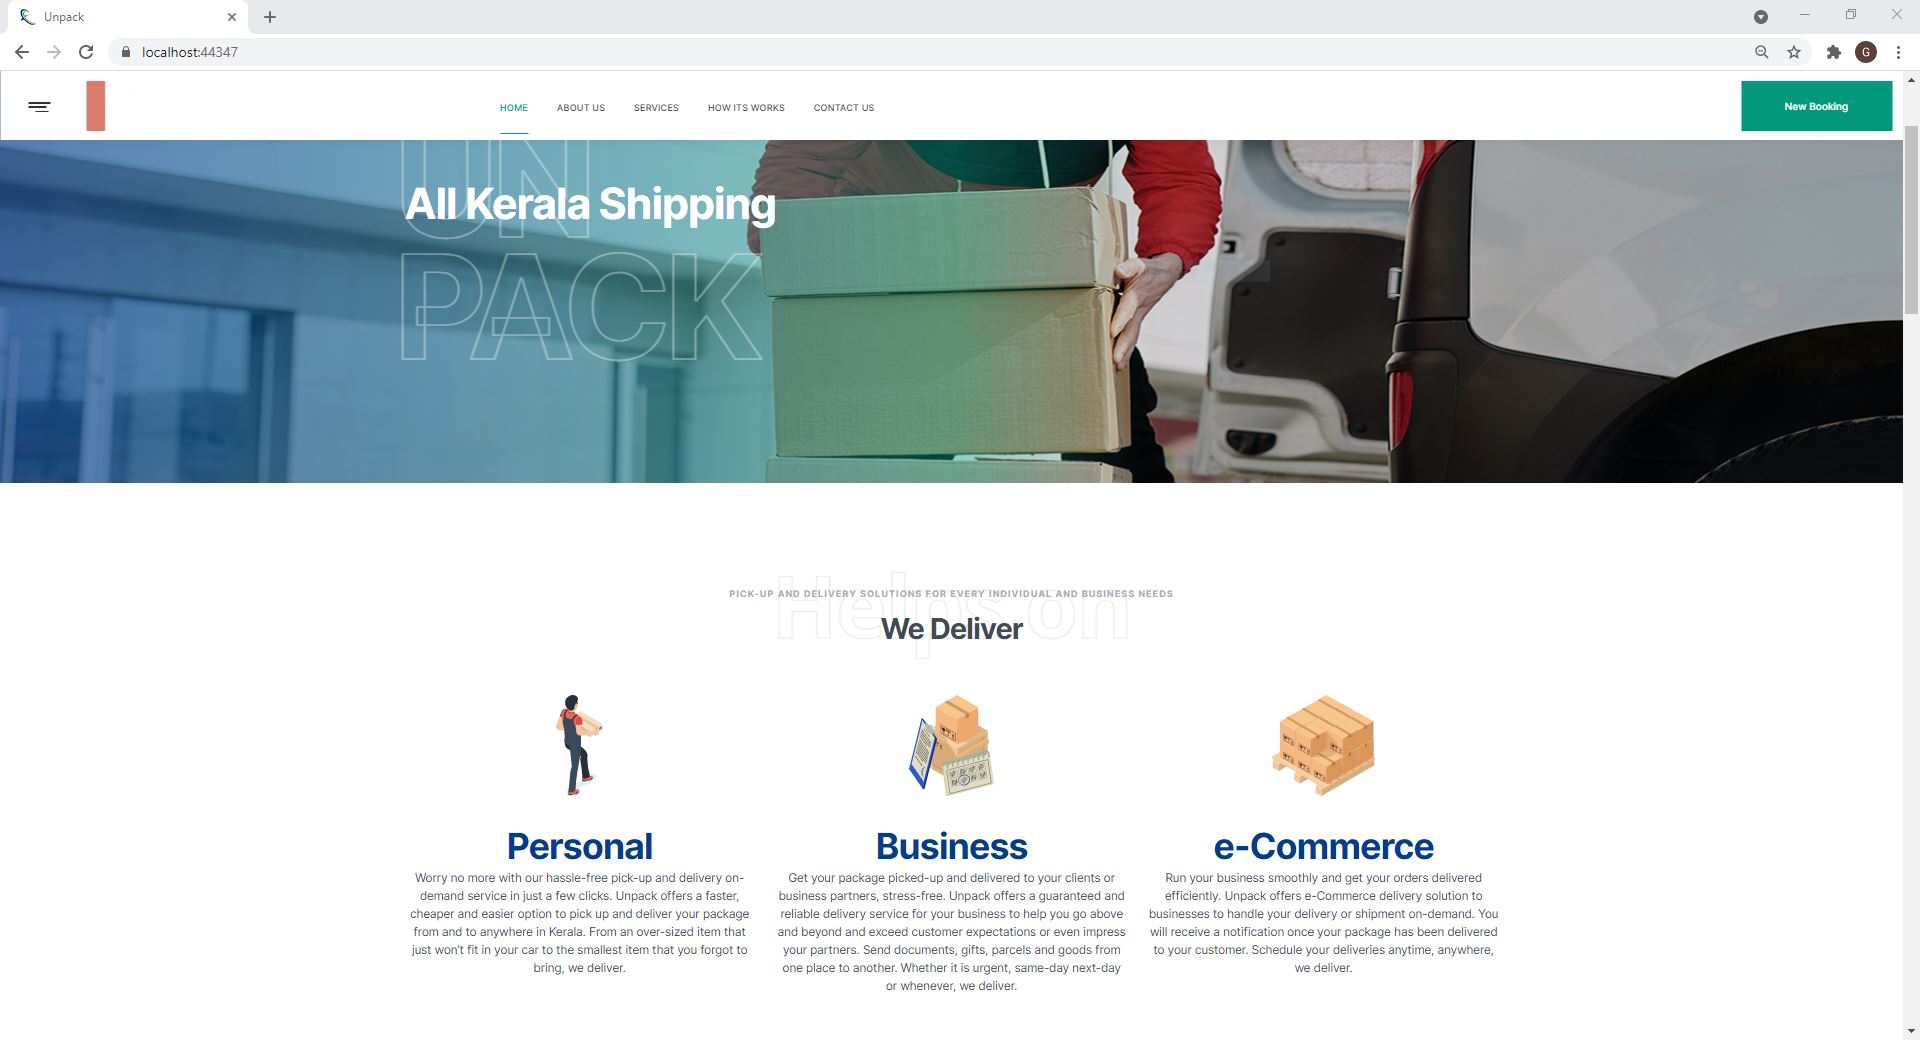 Unpack
localhost:44347
HOME ABOUT US SERVICES HOW ITS WORKS CONTACT US
New Booking
UN
PACK
All Kerala Shipping
Helps on
PICK-UP AND DELIVERY SOLUTIONS FOR EVERY INDIVIDUAL AND BUSINESS NEEDS
We Deliver
Personal
Worry no more with our hassle-free pick-up and delivery on-
demand service in just a few clicks. Unpack offers a faster,
cheaper and easier option to pick up and deliver your package
from and to anywhere in Kerala. From an over-sized item that
just won't fit in your car to the smallest item that you forgot to
bring, we deliver.
Business
Get your package picked-up and delivered to your clients or
business partners, stress-free. Unpack offers a guaranteed and
reliable delivery service for your business to help you go above
and beyond and exceed customer expectations or even impress
your partners. Send documents, gifts, parcels and goods from
one place to another. Whether it is urgent, same-day next-day
or whenever, we deliver.
e-Commerce
Run your business smoothly and get your orders delivered
efficiently. Unpack offers e-Commerce delivery solution to
businesses to handle your delivery or shipment on-demand. You
will receive a notification once your package has been delivered
to your customer. Schedule your deliveries anytime, anywhere,
we deliver.
G